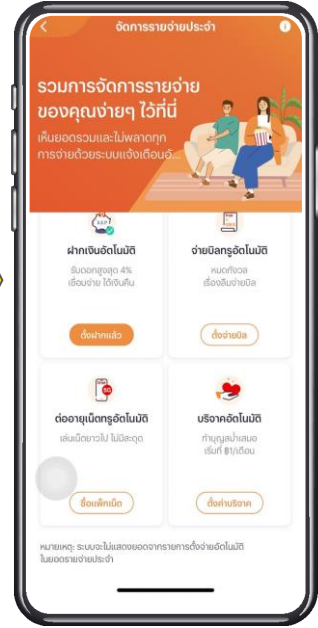 จัดการรายจ่ายประจำ
รวมการจัดการรายจ่าย
ของคุณง่ายๆ ไว้ที่นี่
เห็นยอดรวมและไม่พลาดทุก
การจ่ายด้วยระบบแจ้งเตือนอั...
ฝากเงินอัตโนมัติ
รับดอกสูงสุด 4%
เชื่อมจ่าย ได้เงินคืน
ตั้งฝากแล้ว
จ่ายบิลทรูอัตโนมัติ
หมดกังวล
เรื่องลืมจ่ายบิล
ตั้งจ่ายบิล
ต่ออายุเน็ตทรูอัตโนมัติ
เล่นเน็ตยาวไป ไม่มีสะดุด
ซื้อแพ็กเน็ต
บริจาคอัตโนมัติ
ทำบุญสม่ำเสมอ
เริ่มที่ ฿1/เดือน
ตั้งค่าบริจาค
หมายเหตุ: ระบบจะไม่แสดงยอดจากรายการตั้งจ่ายอัตโนมัติ
ในยอดรายจ่ายประจำ